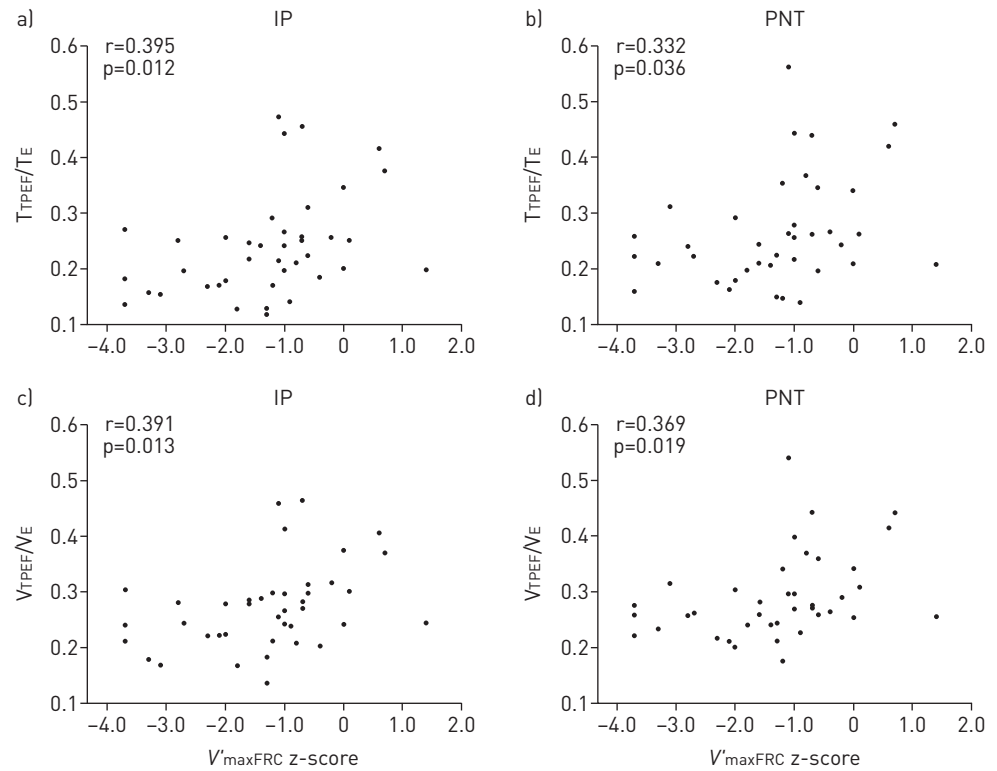 a)
IP
r=0.395
p=0.012
TTPEF/TE
0.6
0.5
0.4
0.3
0.2
0.1
−4.0 −3.0 −2.0 −1.0 0 1.0 2.0
b)
PNT
r=0.332
p=0.036
TTPEF/TE
0.6
0.5
0.4
0.3
0.2
0.1
−4.0 −3.0 −2.0 −1.0 0 1.0 2.0
c)
IP
r=0.391
p=0.013
VTPEF/VE
0.6
0.5
0.4
0.3
0.2
0.1
−4.0 −3.0 −2.0 −1.0 0 1.0 2.0
V'maxFRC z-score
d)
PNT
r=0.369
p=0.019
VTPEF/VE
0.6
0.5
0.4
0.3
0.2
0.1
−4.0 −3.0 −2.0 −1.0 0 1.0 2.0
V'maxFRC z-score